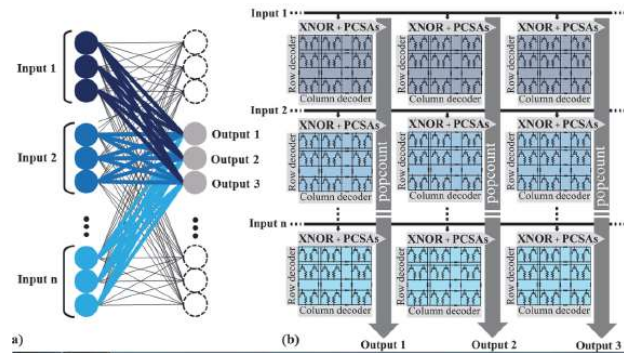 Input 1
Input 2
Input n
Output 1
Output 2
Output 3
a)
Input 1
XNOR + PCSAs
XNOR + PCSAs
XNOR + PCSAs
Row decoder
Row decoder
Row decoder
Column decoder
Column decoder
Column decoder
Input 2
XNOR + PCSAs
XNOR + PCSAs
XNOR + PCSAs
Row decoder
Row decoder
Row decoder
Column decoder
Column decoder
Column decoder
popcount
popcount
popcount
Input n
XNOR + PCSAs
XNOR + PCSAs
XNOR + PCSAs
Row decoder
Row decoder
Row decoder
Column decoder
Column decoder
Column decoder
(b)
Output 1
Output 2
Output 3